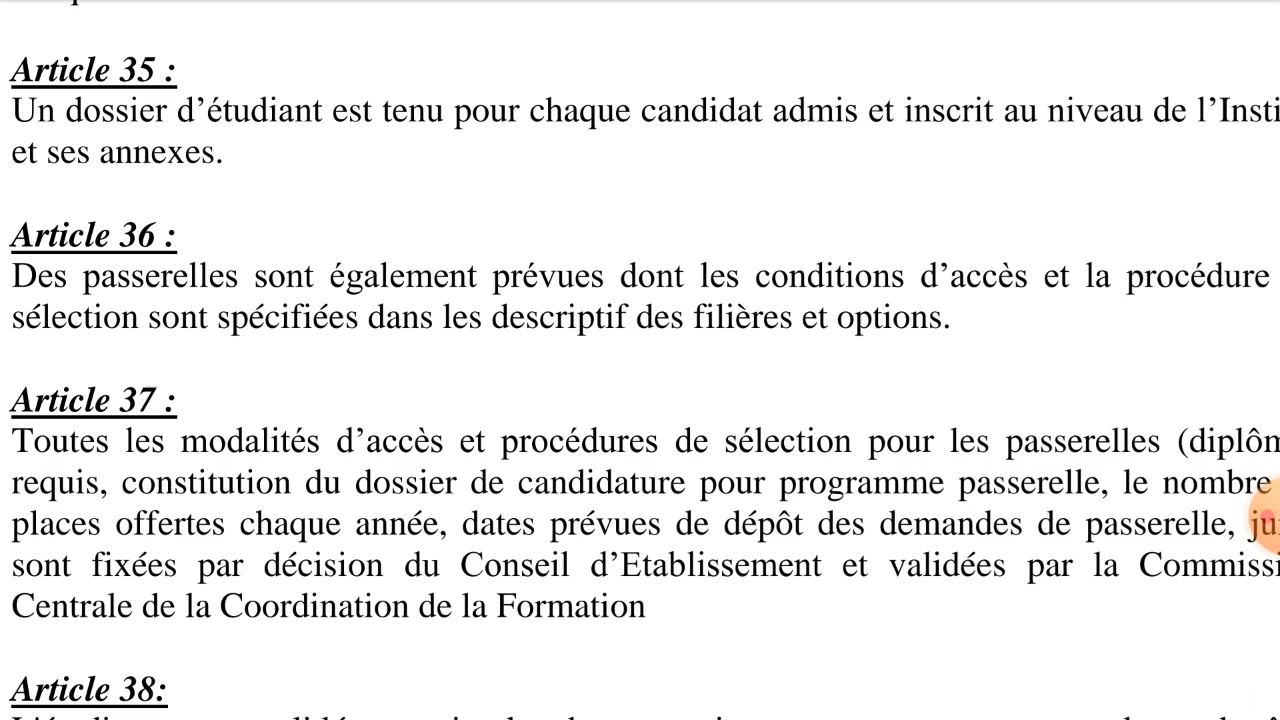 Article 35 :
Un dossier d’étudiant est tenu pour chaque candidat admis et inscrit au niveau de l’Insti
et ses annexes.
Article 36 :
Des passerelles sont également prévues dont les conditions d’accès et la procédure
sélection sont spécifiées dans les descriptif des filières et options.
Article 37 :
Toutes les modalités d’accès et procédures de sélection pour les passerelles (diplôm
requis, constitution du dossier de candidature pour programme passerelle, le nombre
places offertes chaque année, dates prévues de dépôt des demandes de passerelle,
sont fixées par décision du Conseil d’Etablissement et validées par la Commissi
Centrale de la Coordination de la Formation
Article 38: